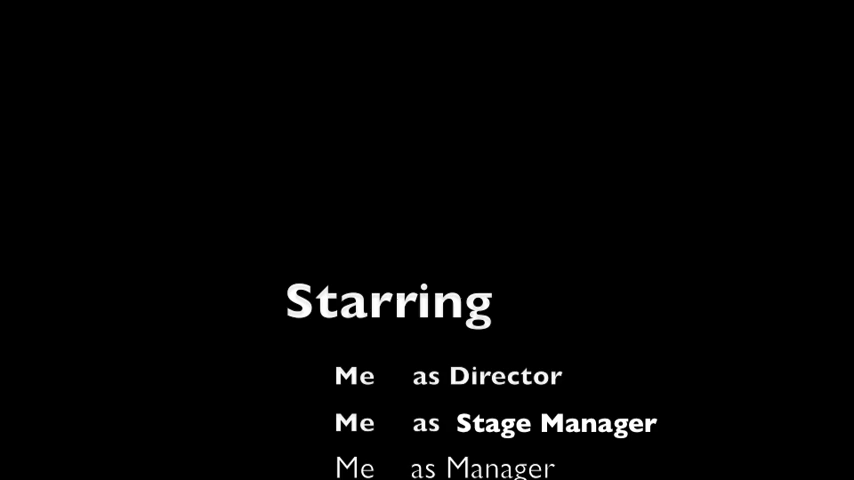 Starring
Me as Director
Me as Stage Manager
Me as Manager